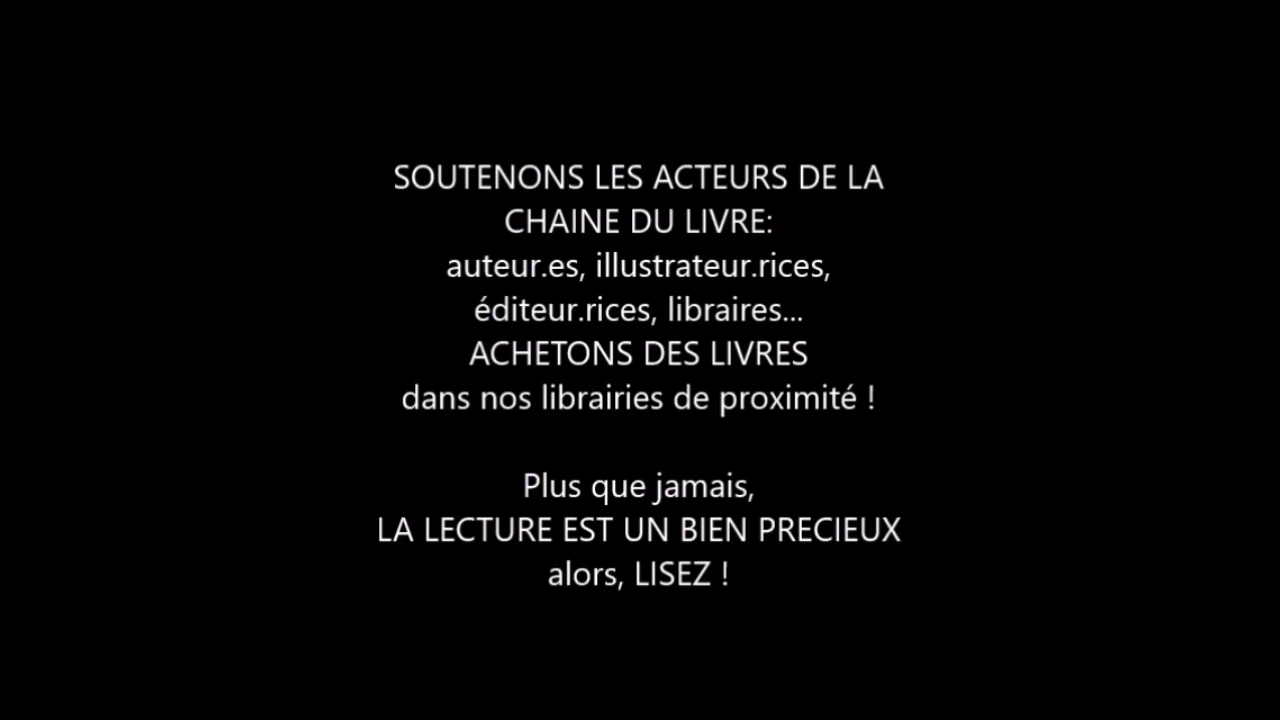 SOUTENONS LES ACTEURS DE LA
CHAINE DU LIVRE:
auteur.es, illustrateur.rices,
éditeur.rices, libraires...
ACHETONS DES LIVRES
dans nos librairies de proximité !
Plus que jamais,
LA LECTURE EST UN BIEN PRECIEUX
alors, LISEZ !